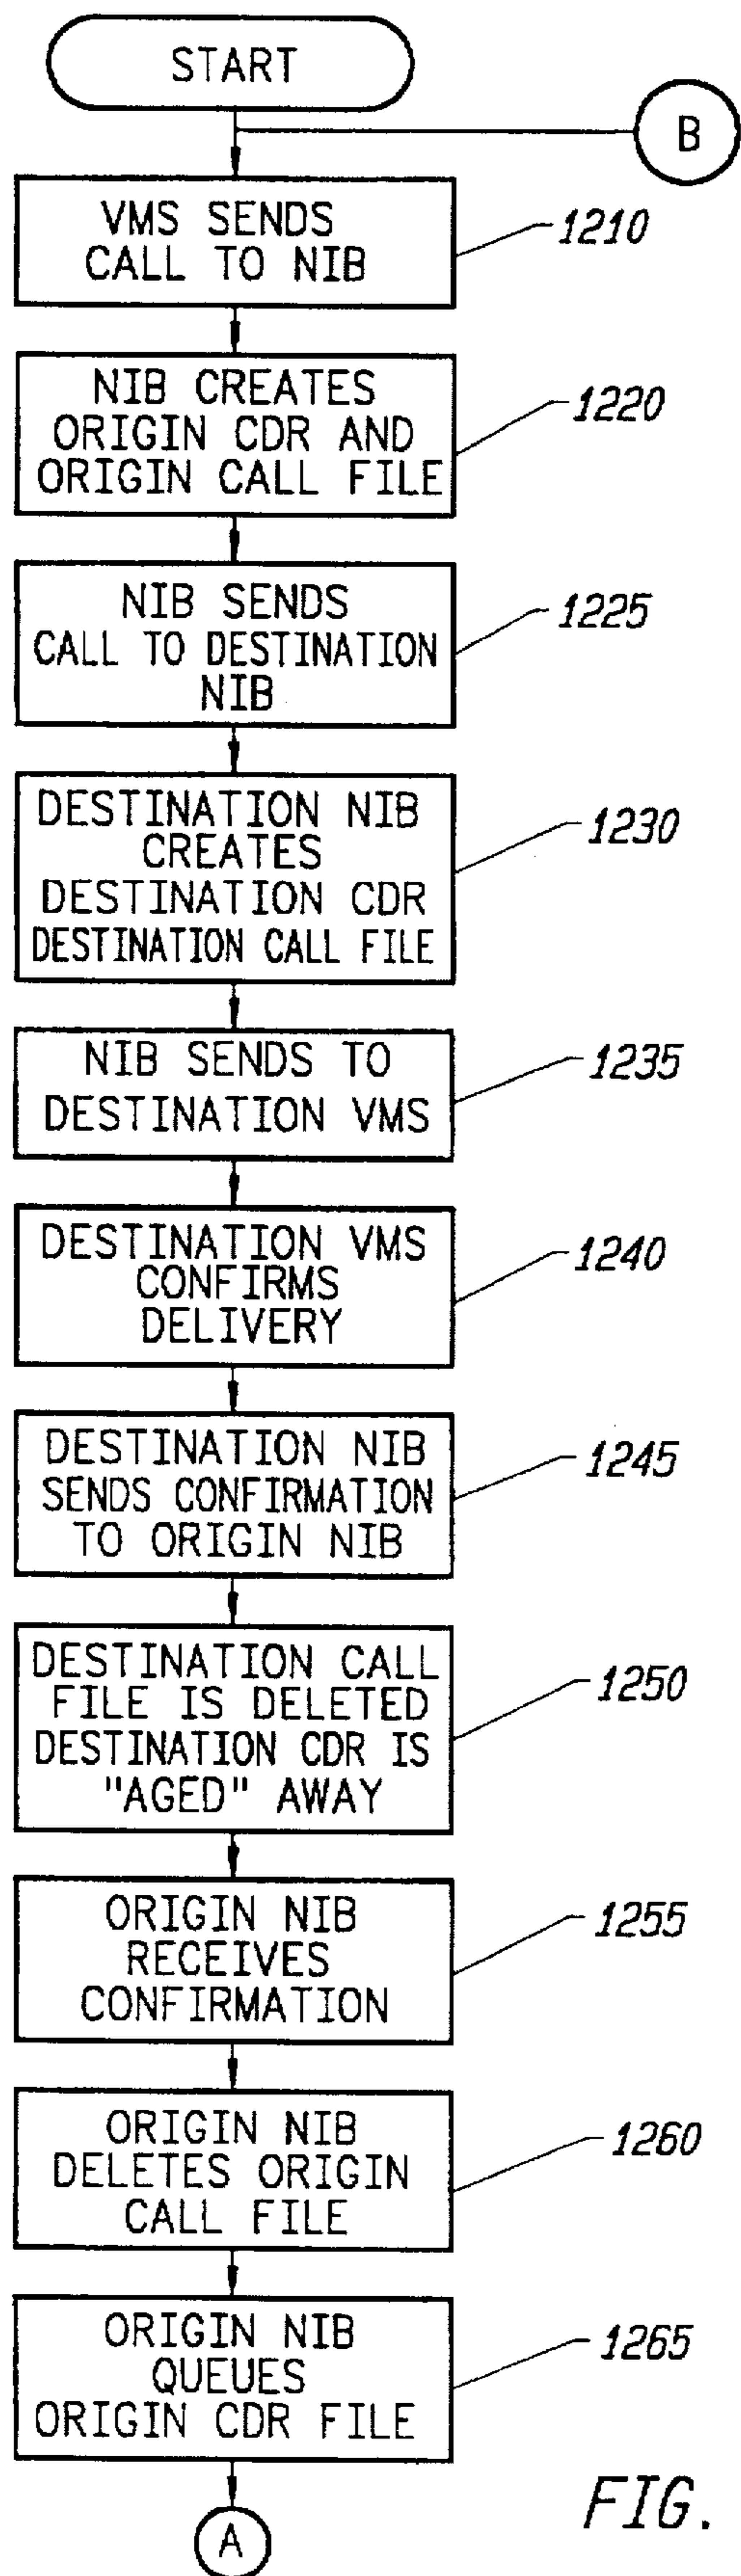 START
B
VMS SENDS
CALL TO NIB
1210
NIB CREATES
ORIGIN CDR AND
ORIGIN CALL FILE
1220
NIB SENDS
CALL TO DESTINATION
NIB
1225
DESTINATION NIB
CREATES
DESTINATION CDR
DESTINATION CALL FILE
1230
NIB SENDS TO
DESTINATION VMS
1235
DESTINATION VMS
CONFIRMS
DELIVERY
1240
DESTINATION NIB
SENDS CONFIRMATION
TO ORIGIN NIB
1245
DESTINATION CALL
FILE IS DELETED
DESTINATION CDR IS
"AGED" AWAY
1250
ORIGIN NIB
RECEIVES
CONFIRMATION
1255
ORIGIN NIB
DELETES ORIGIN
CALL FILE
1260
ORIGIN NIB
QUEUES
ORIGIN CDR FILE
1265
A
FIG.